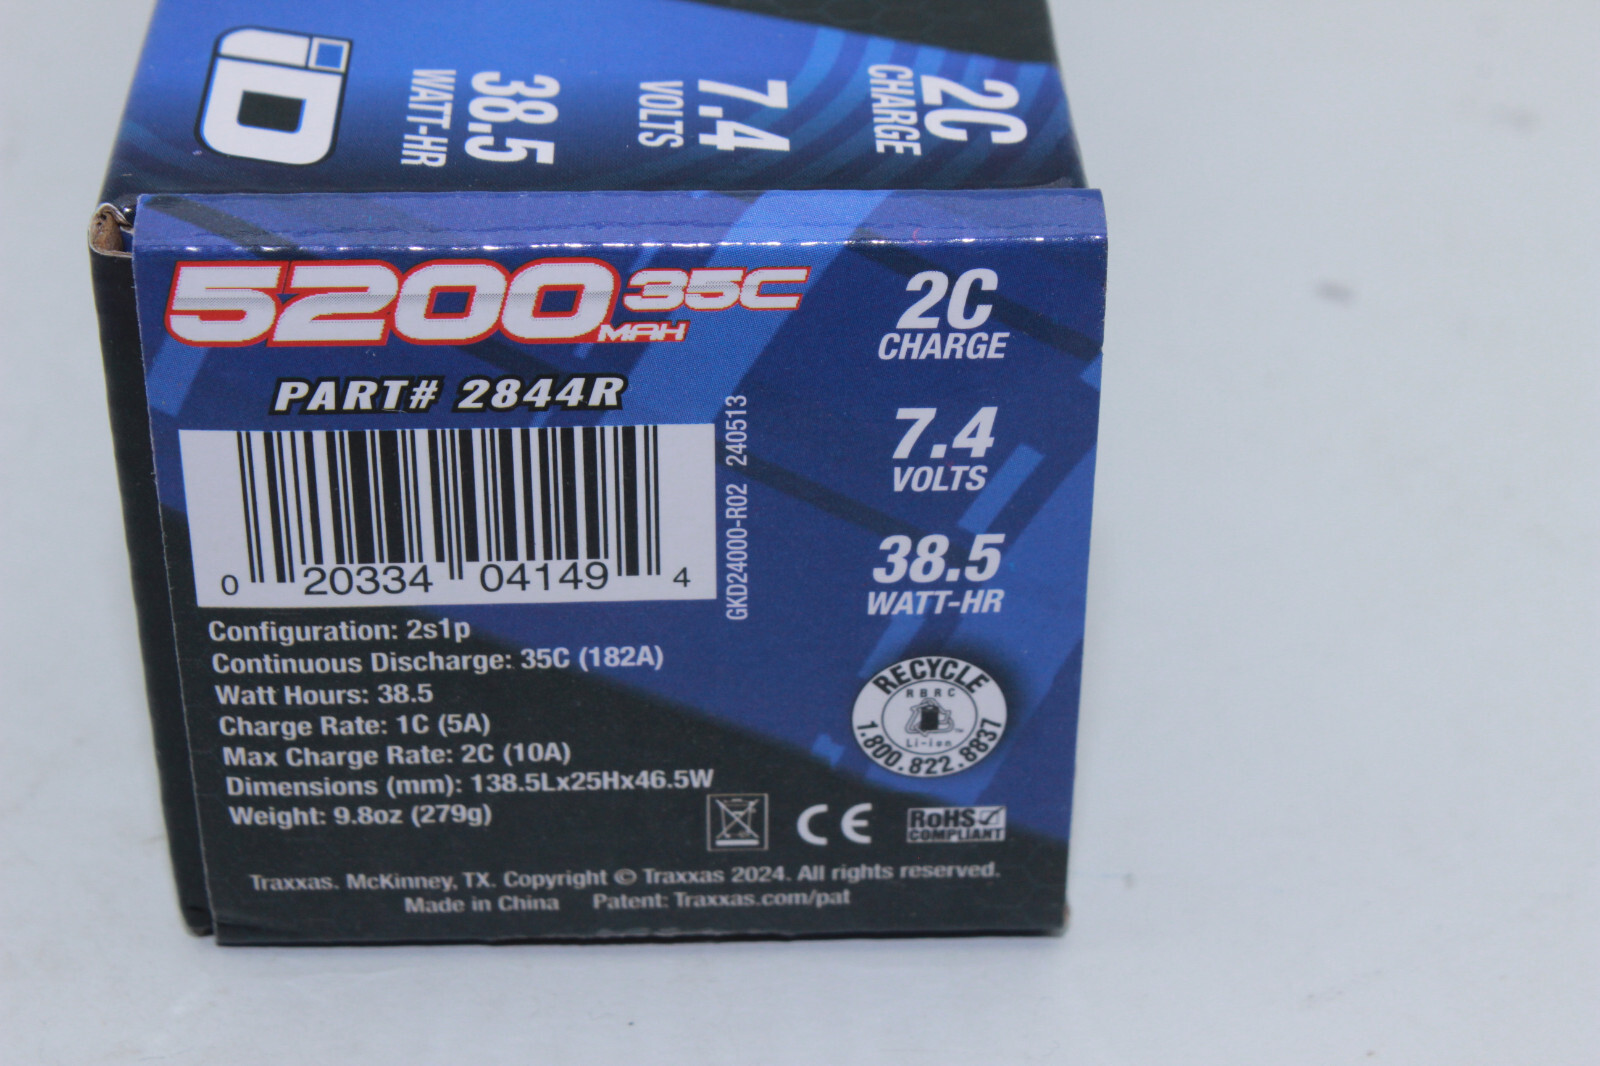 iD
38.5
WATT-HR
7.4
VOLTS
2C
CHARGE
5200 MAH 35C
PART# 2844R
0 20334 04149 4
GKD24000-R02 240513
2C
CHARGE
7.4
VOLTS
38.5
WATT-HR
Configuration: 2s1p
Continuous Discharge: 35C (182A)
Watt Hours: 38.5
Charge Rate: 1C (5A)
Max Charge Rate: 2C (10A)
Dimensions (mm): 138.5Lx25Hx46.5W
Weight: 9.8oz (279g)
RECYCLE
RBRC
Li-ion
1.800.822.8837
CE
RoHS
COMPLIANT
Traxxas. McKinney, TX. Copyright © Traxxas 2024. All rights reserved.
Made in China Patent: Traxxas.com/pat